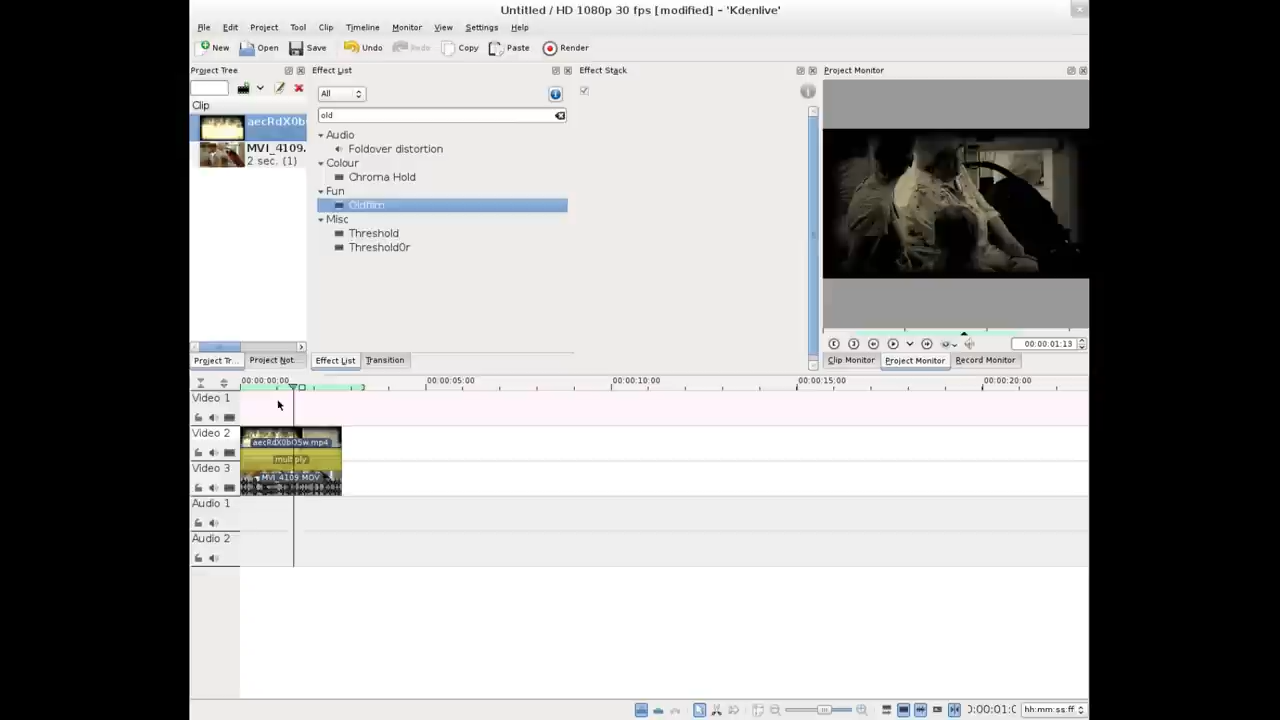 Untitled / HD 1080p 30 fps [modified] – 'Kdenlive'
File Edit Project Tool Clip Timeline Monitor View Settings Help
New Open Save Undo Redo Copy Paste Render
Project Tree Effect List Effect Stack Project Monitor
All
Clip
old
Audio
Foldover distortion
Colour
Chroma Hold
Fun
Oldfilm
Misc
Threshold
Threshold0r
MVI_4109.
2 sec. (1)
00:00:01:13
Project Tr... Project Not... Effect List Transition Clip Monitor Project Monitor Record Monitor
00:00:00:00 00:00:05:00 00:00:10:00 00:00:15:00 00:00:20:00
Video 1
Video 2
aecRdX0bO5w.mp4
multiply
Video 3
MVI_4109.MOV
Audio 1
Audio 2
hh:mm:ss:ff